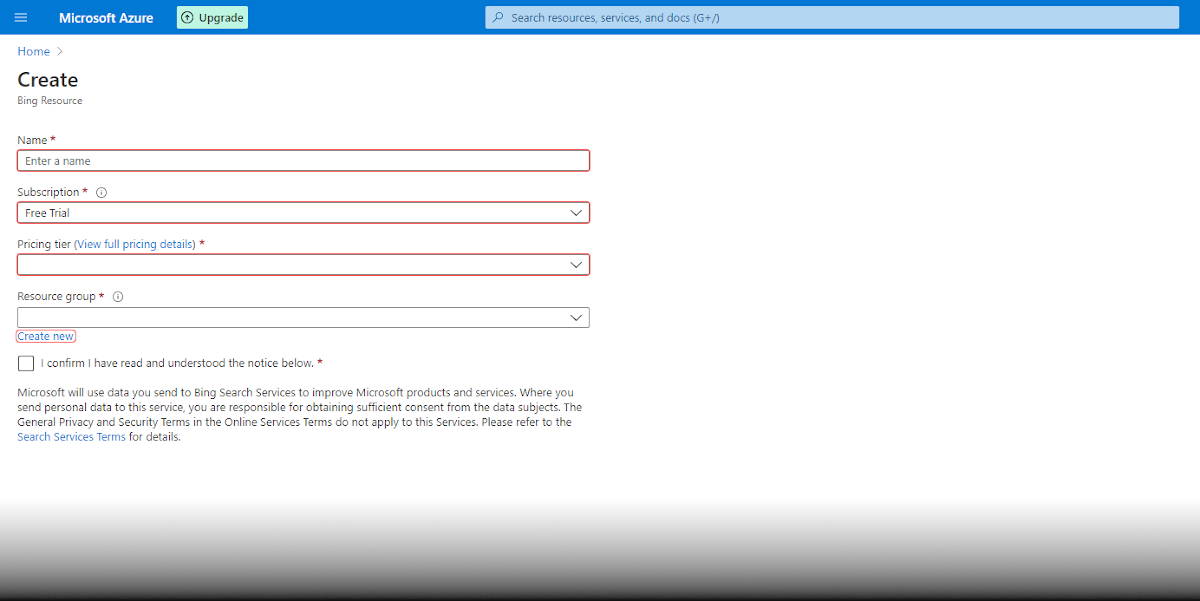 Microsoft Azure
Upgrade
Search resources, services, and docs (G+/)
Home
Create
Bing Resource
Name *
Enter a name
Subscription *
Free Trial
Pricing tier (View full pricing details) *
Resource group *
Create new
I confirm I have read and understood the notice below. *
Microsoft will use data you send to Bing Search Services to improve Microsoft products and services. Where you
send personal data to this service, you are responsible for obtaining sufficient consent from the data subjects. The
General Privacy and Security Terms in the Online Services Terms do not apply to this Services. Please refer to the
Search Services Terms for details.